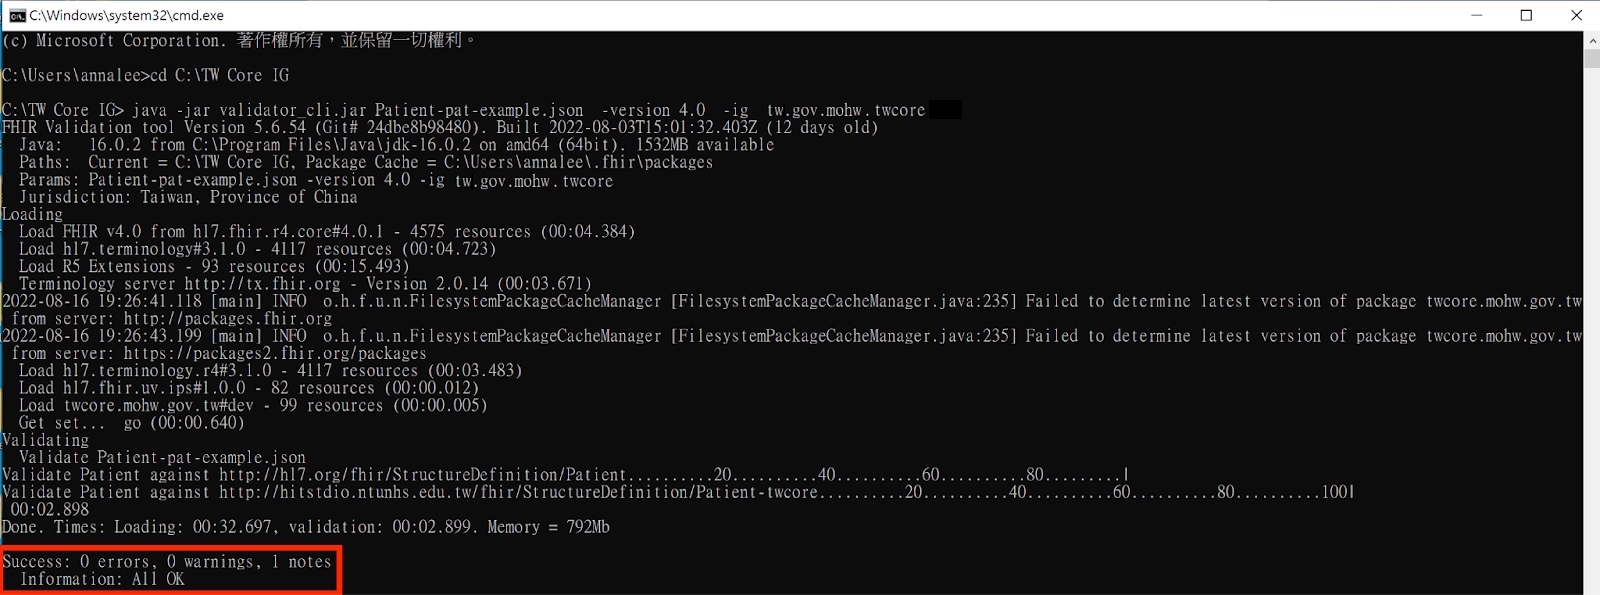 C:\Windows\system32\cmd.exe
(c) Microsoft Corporation. 著作權所有，並保留一切權利。
C:\Users\annalee>cd C:\TW Core IG
C:\TW Core IG> java -jar validator_cli.jar Patient-pat-example.json  -version 4.0  -ig  tw.gov.mohw.twcore
FHIR Validation tool Version 5.6.54 (Git# 24dbe8b98480). Built 2022-08-03T15:01:32.403Z (12 days old)
  Java:   16.0.2 from C:\Program Files\Java\jdk-16.0.2 on amd64 (64bit). 1532MB available
  Paths:  Current = C:\TW Core IG, Package Cache = C:\Users\annalee\.fhir\packages
  Params: Patient-pat-example.json -version 4.0 -ig tw.gov.mohw.twcore
  Jurisdiction: Taiwan, Province of China
Loading
  Load FHIR v4.0 from hl7.fhir.r4.core#4.0.1 - 4575 resources (00:04.384)
  Load hl7.terminology#3.1.0 - 4117 resources (00:04.723)
  Load R5 Extensions - 93 resources (00:15.493)
  Terminology server http://tx.fhir.org - Version 2.0.14 (00:03.671)
2022-08-16 19:26:41.118 [main] INFO  o.h.f.u.n.FilesystemPackageCacheManager [FilesystemPackageCacheManager.java:235] Failed to determine latest version of package twcore.mohw.gov.tw
 from server: http://packages.fhir.org
2022-08-16 19:26:43.199 [main] INFO  o.h.f.u.n.FilesystemPackageCacheManager [FilesystemPackageCacheManager.java:235] Failed to determine latest version of package twcore.mohw.gov.tw
 from server: https://packages2.fhir.org/packages
  Load hl7.terminology.r4#3.1.0 - 4117 resources (00:03.483)
  Load hl7.fhir.uv.ips#1.0.0 - 82 resources (00:00.012)
  Load twcore.mohw.gov.tw#dev - 99 resources (00:00.005)
  Get set...  go (00:00.640)
Validating
  Validate Patient-pat-example.json
Validate Patient against http://hl7.org/fhir/StructureDefinition/Patient..........20..........40..........60..........80.........|
Validate Patient against http://hitstdio.ntunhs.edu.tw/fhir/StructureDefinition/Patient-twcore..........20..........40..........60..........80..........100|
 00:02.898
Done. Times: Loading: 00:32.697, validation: 00:02.899. Memory = 792Mb
Success: 0 errors, 0 warnings, 1 notes
  Information: All OK